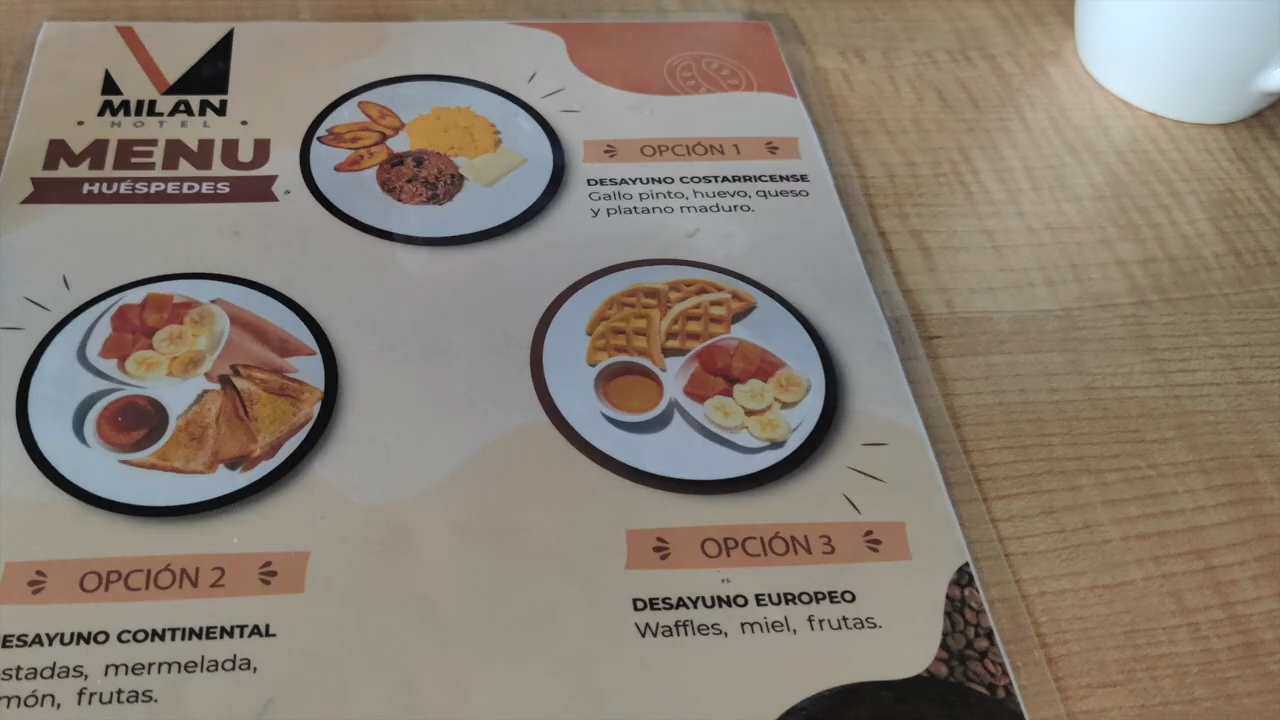 MILAN
HOTEL
MENU
HUÉSPEDES
OPCIÓN 1
DESAYUNO COSTARRICENSE
Gallo pinto, huevo, queso
y platano maduro.
OPCIÓN 2
ESAYUNO CONTINENTAL
stadas, mermelada,
món, frutas.
OPCIÓN 3
DESAYUNO EUROPEO
Waffles, miel, frutas.